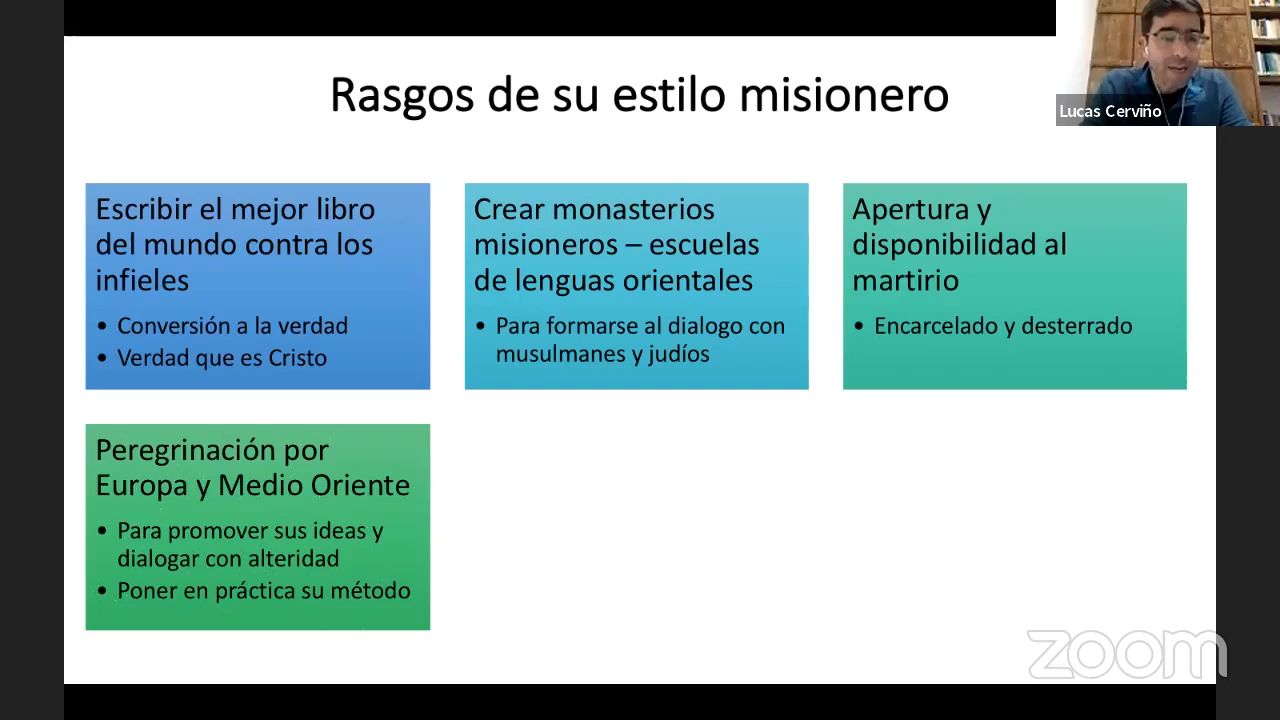 Rasgos de su estilo misionero
Lucas Cerviño
Escribir el mejor libro
del mundo contra los
infieles
• Conversión a la verdad
• Verdad que es Cristo
Crear monasterios
misioneros – escuelas
de lenguas orientales
• Para formarse al dialogo con
musulmanes y judíos
Apertura y
disponibilidad al
martirio
• Encarcelado y desterrado
Peregrinación por
Europa y Medio Oriente
• Para promover sus ideas y
dialogar con alteridad
• Poner en práctica su método
zoom